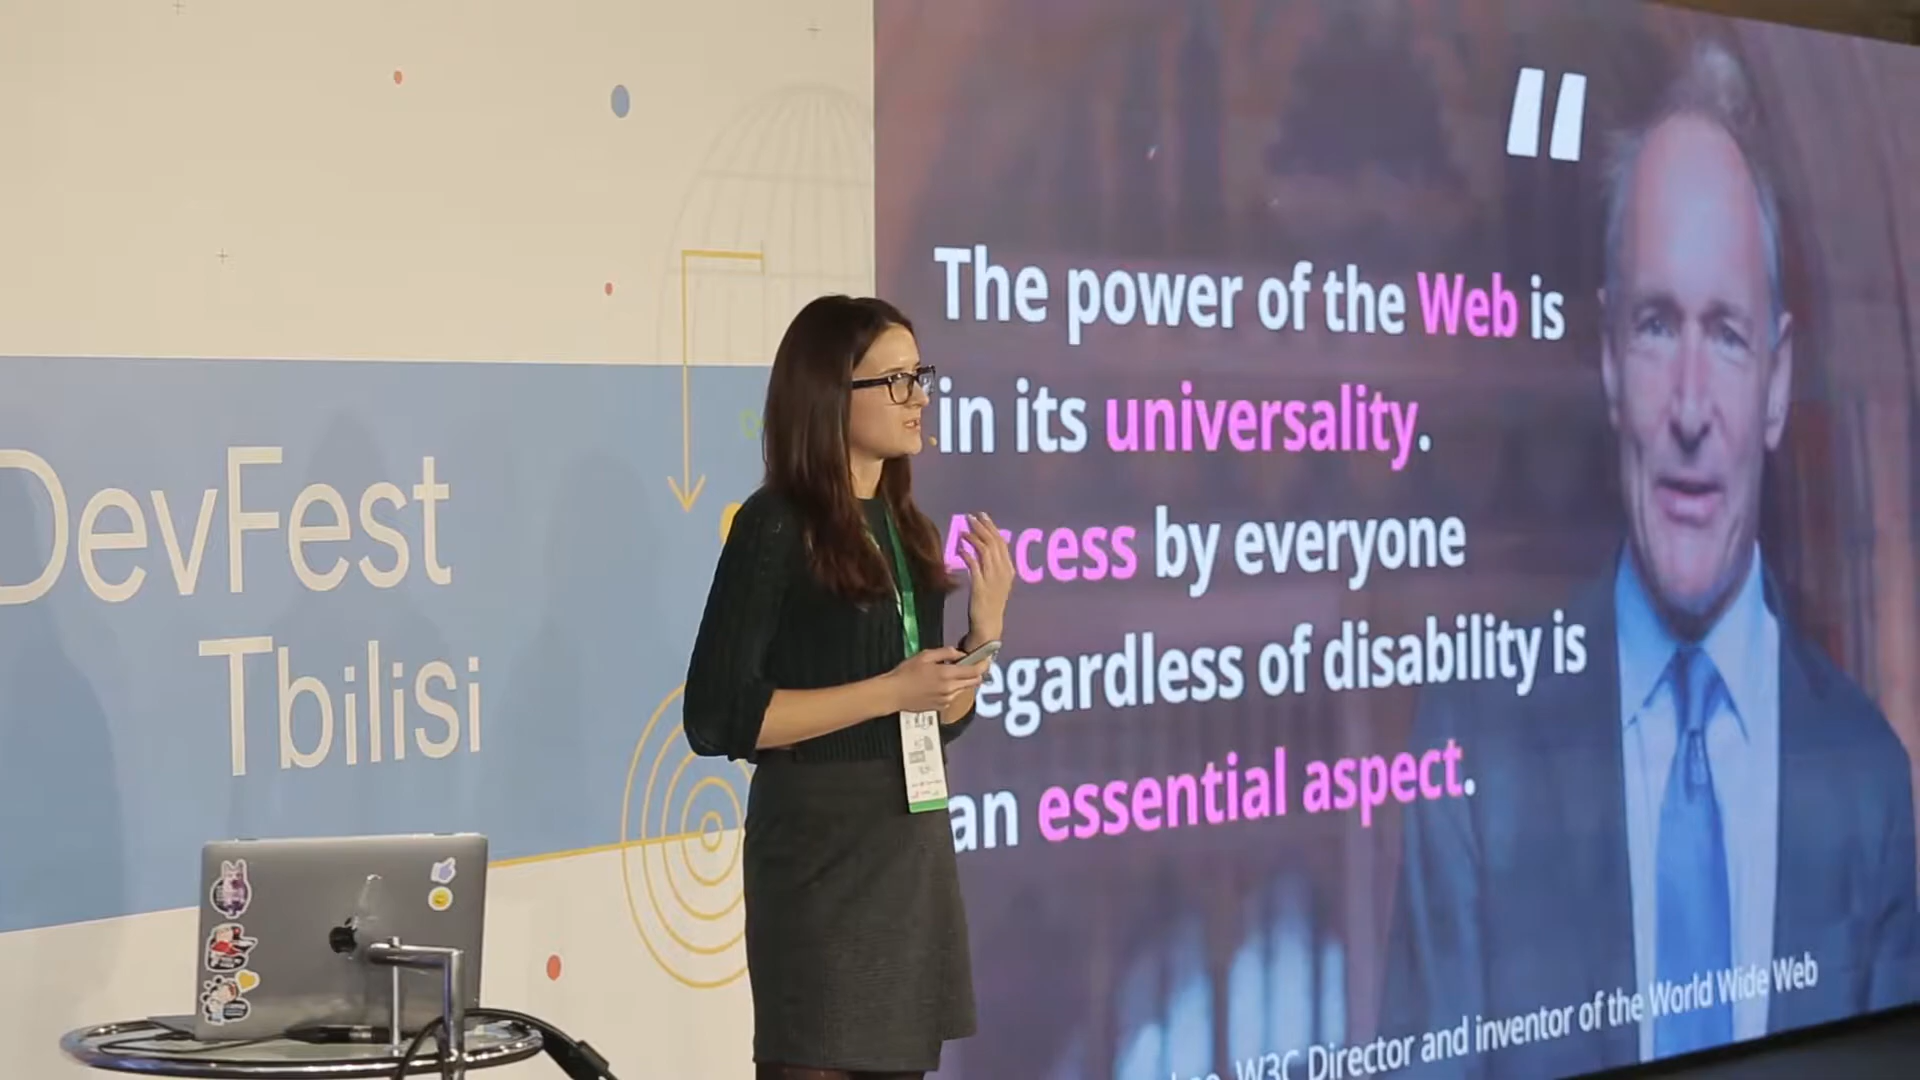 DevFest
Tbilisi
The power of the Web is
in its universality.
Access by everyone
regardless of disability is
an essential aspect.
W3C Director and inventor of the World Wide Web